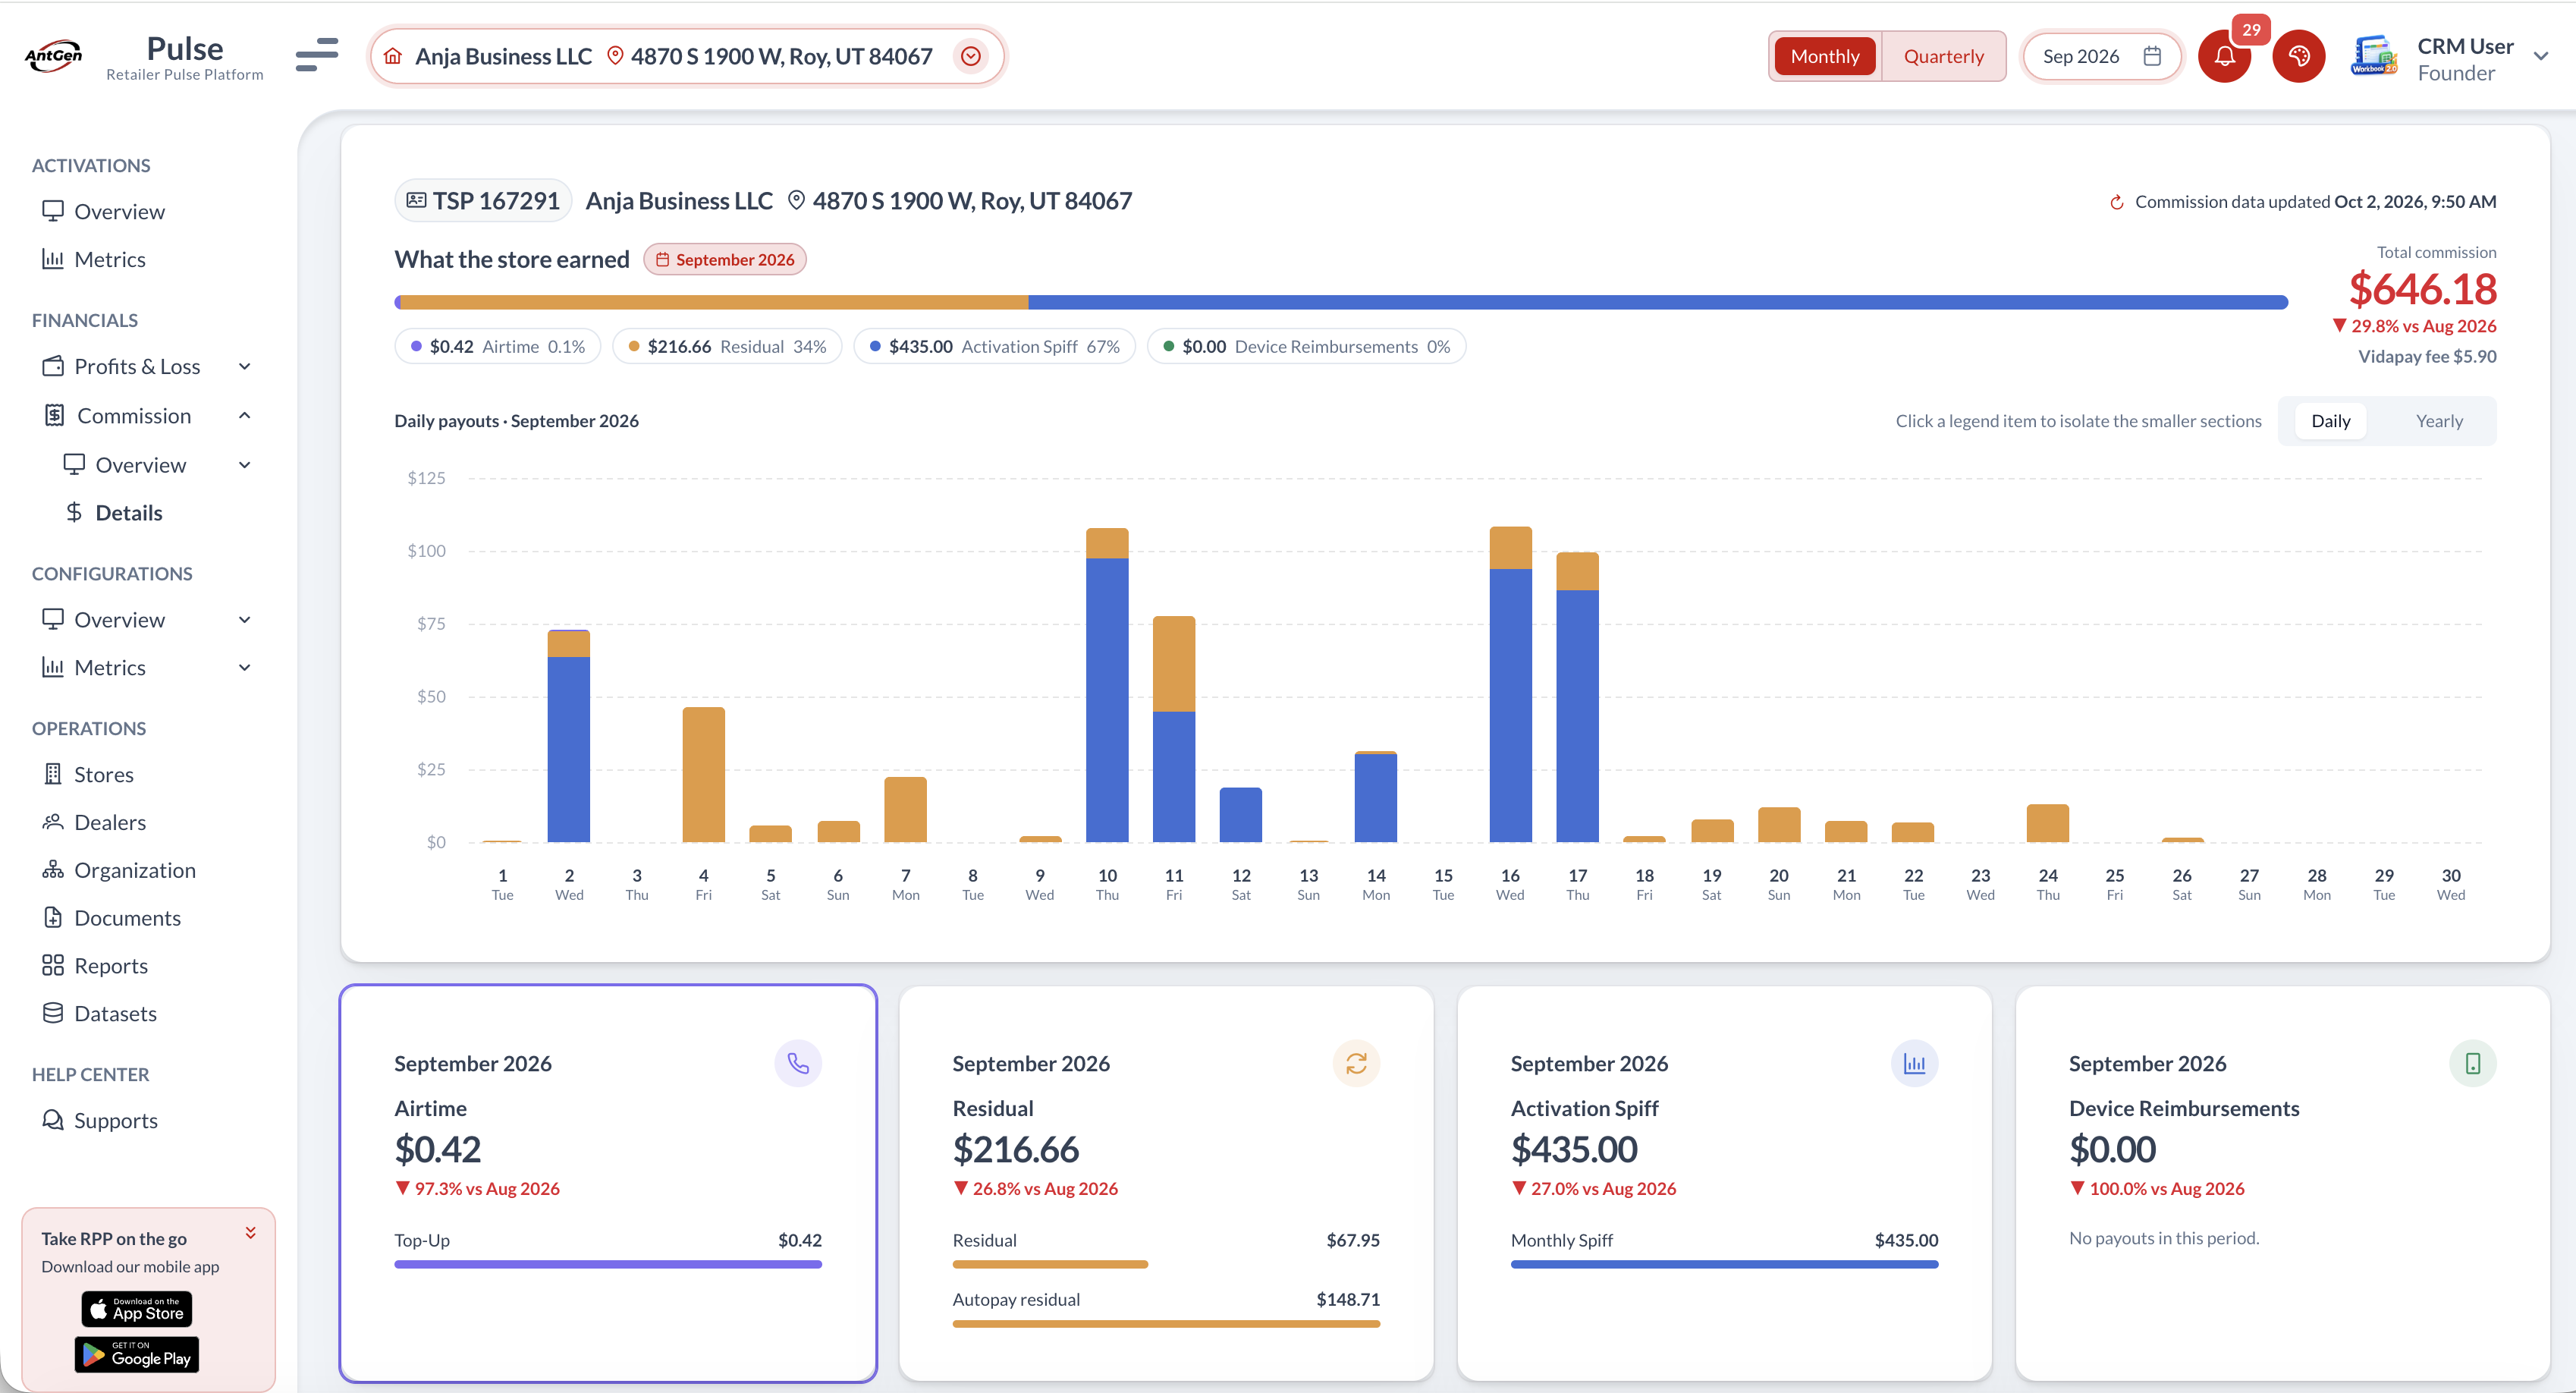 AntGen
Pulse
Retailer Pulse Platform
Anja Business LLC 4870 S 1900 W, Roy, UT 84067
Monthly Quarterly
Sep 2026
29
Workbook 2.0
CRM User
Founder
ACTIVATIONS
Overview
Metrics
FINANCIALS
Profits & Loss
Commission
Overview
Details
CONFIGURATIONS
Overview
Metrics
OPERATIONS
Stores
Dealers
Organization
Documents
Reports
Datasets
HELP CENTER
Supports
Take RPP on the go
Download our mobile app
Download on the
App Store
GET IT ON
Google Play
TSP 167291 Anja Business LLC 4870 S 1900 W, Roy, UT 84067
Commission data updated Oct 2, 2026, 9:50 AM
What the store earned September 2026
Total commission
$646.18
▼ 29.8% vs Aug 2026
Vidapay fee $5.90
$0.42 Airtime 0.1% $216.66 Residual 34% $435.00 Activation Spiff 67% $0.00 Device Reimbursements 0%
Daily payouts · September 2026
Click a legend item to isolate the smaller sections Daily Yearly
$125
$100
$75
$50
$25
$0
1 2 3 4 5 6 7 8 9 10 11 12 13 14 15 16 17 18 19 20 21 22 23 24 25 26 27 28 29 30
Tue Wed Thu Fri Sat Sun Mon Tue Wed Thu Fri Sat Sun Mon Tue Wed Thu Fri Sat Sun Mon Tue Wed Thu Fri Sat Sun Mon Tue Wed
September 2026
Airtime
$0.42
▼ 97.3% vs Aug 2026
Top-Up $0.42
September 2026
Residual
$216.66
▼ 26.8% vs Aug 2026
Residual $67.95
Autopay residual $148.71
September 2026
Activation Spiff
$435.00
▼ 27.0% vs Aug 2026
Monthly Spiff $435.00
September 2026
Device Reimbursements
$0.00
▼ 100.0% vs Aug 2026
No payouts in this period.